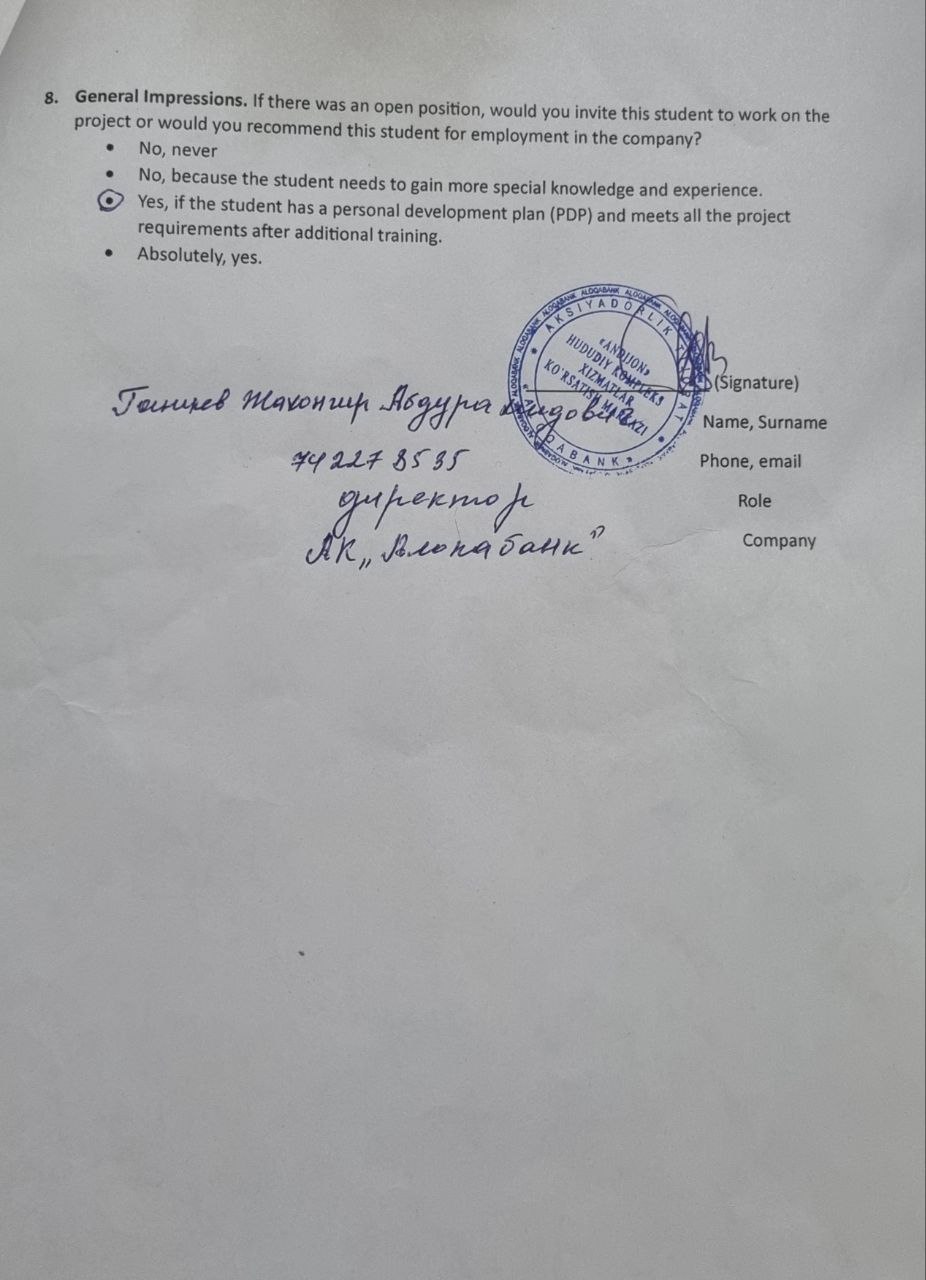 8. General Impressions. If there was an open position, would you invite this student to work on the
project or would you recommend this student for employment in the company?
• No, never
• No, because the student needs to gain more special knowledge and experience.
• Yes, if the student has a personal development plan (PDP) and meets all the project
requirements after additional training.
• Absolutely, yes.
ALOQABANK ALOQABANK ALOQABANK ALOQABANK
AKSIYADORLIK TIJORAT
«ALOQABANK»
«ANDIJON»
HUDUDIY KOMPLEKS
XIZMATLAR
KO'RSATISH MARKAZI
(Signature)
Жахонгир
Name, Surname
74 227 8535
Phone, email
директор
Role
АК „Алокабанк”
Company